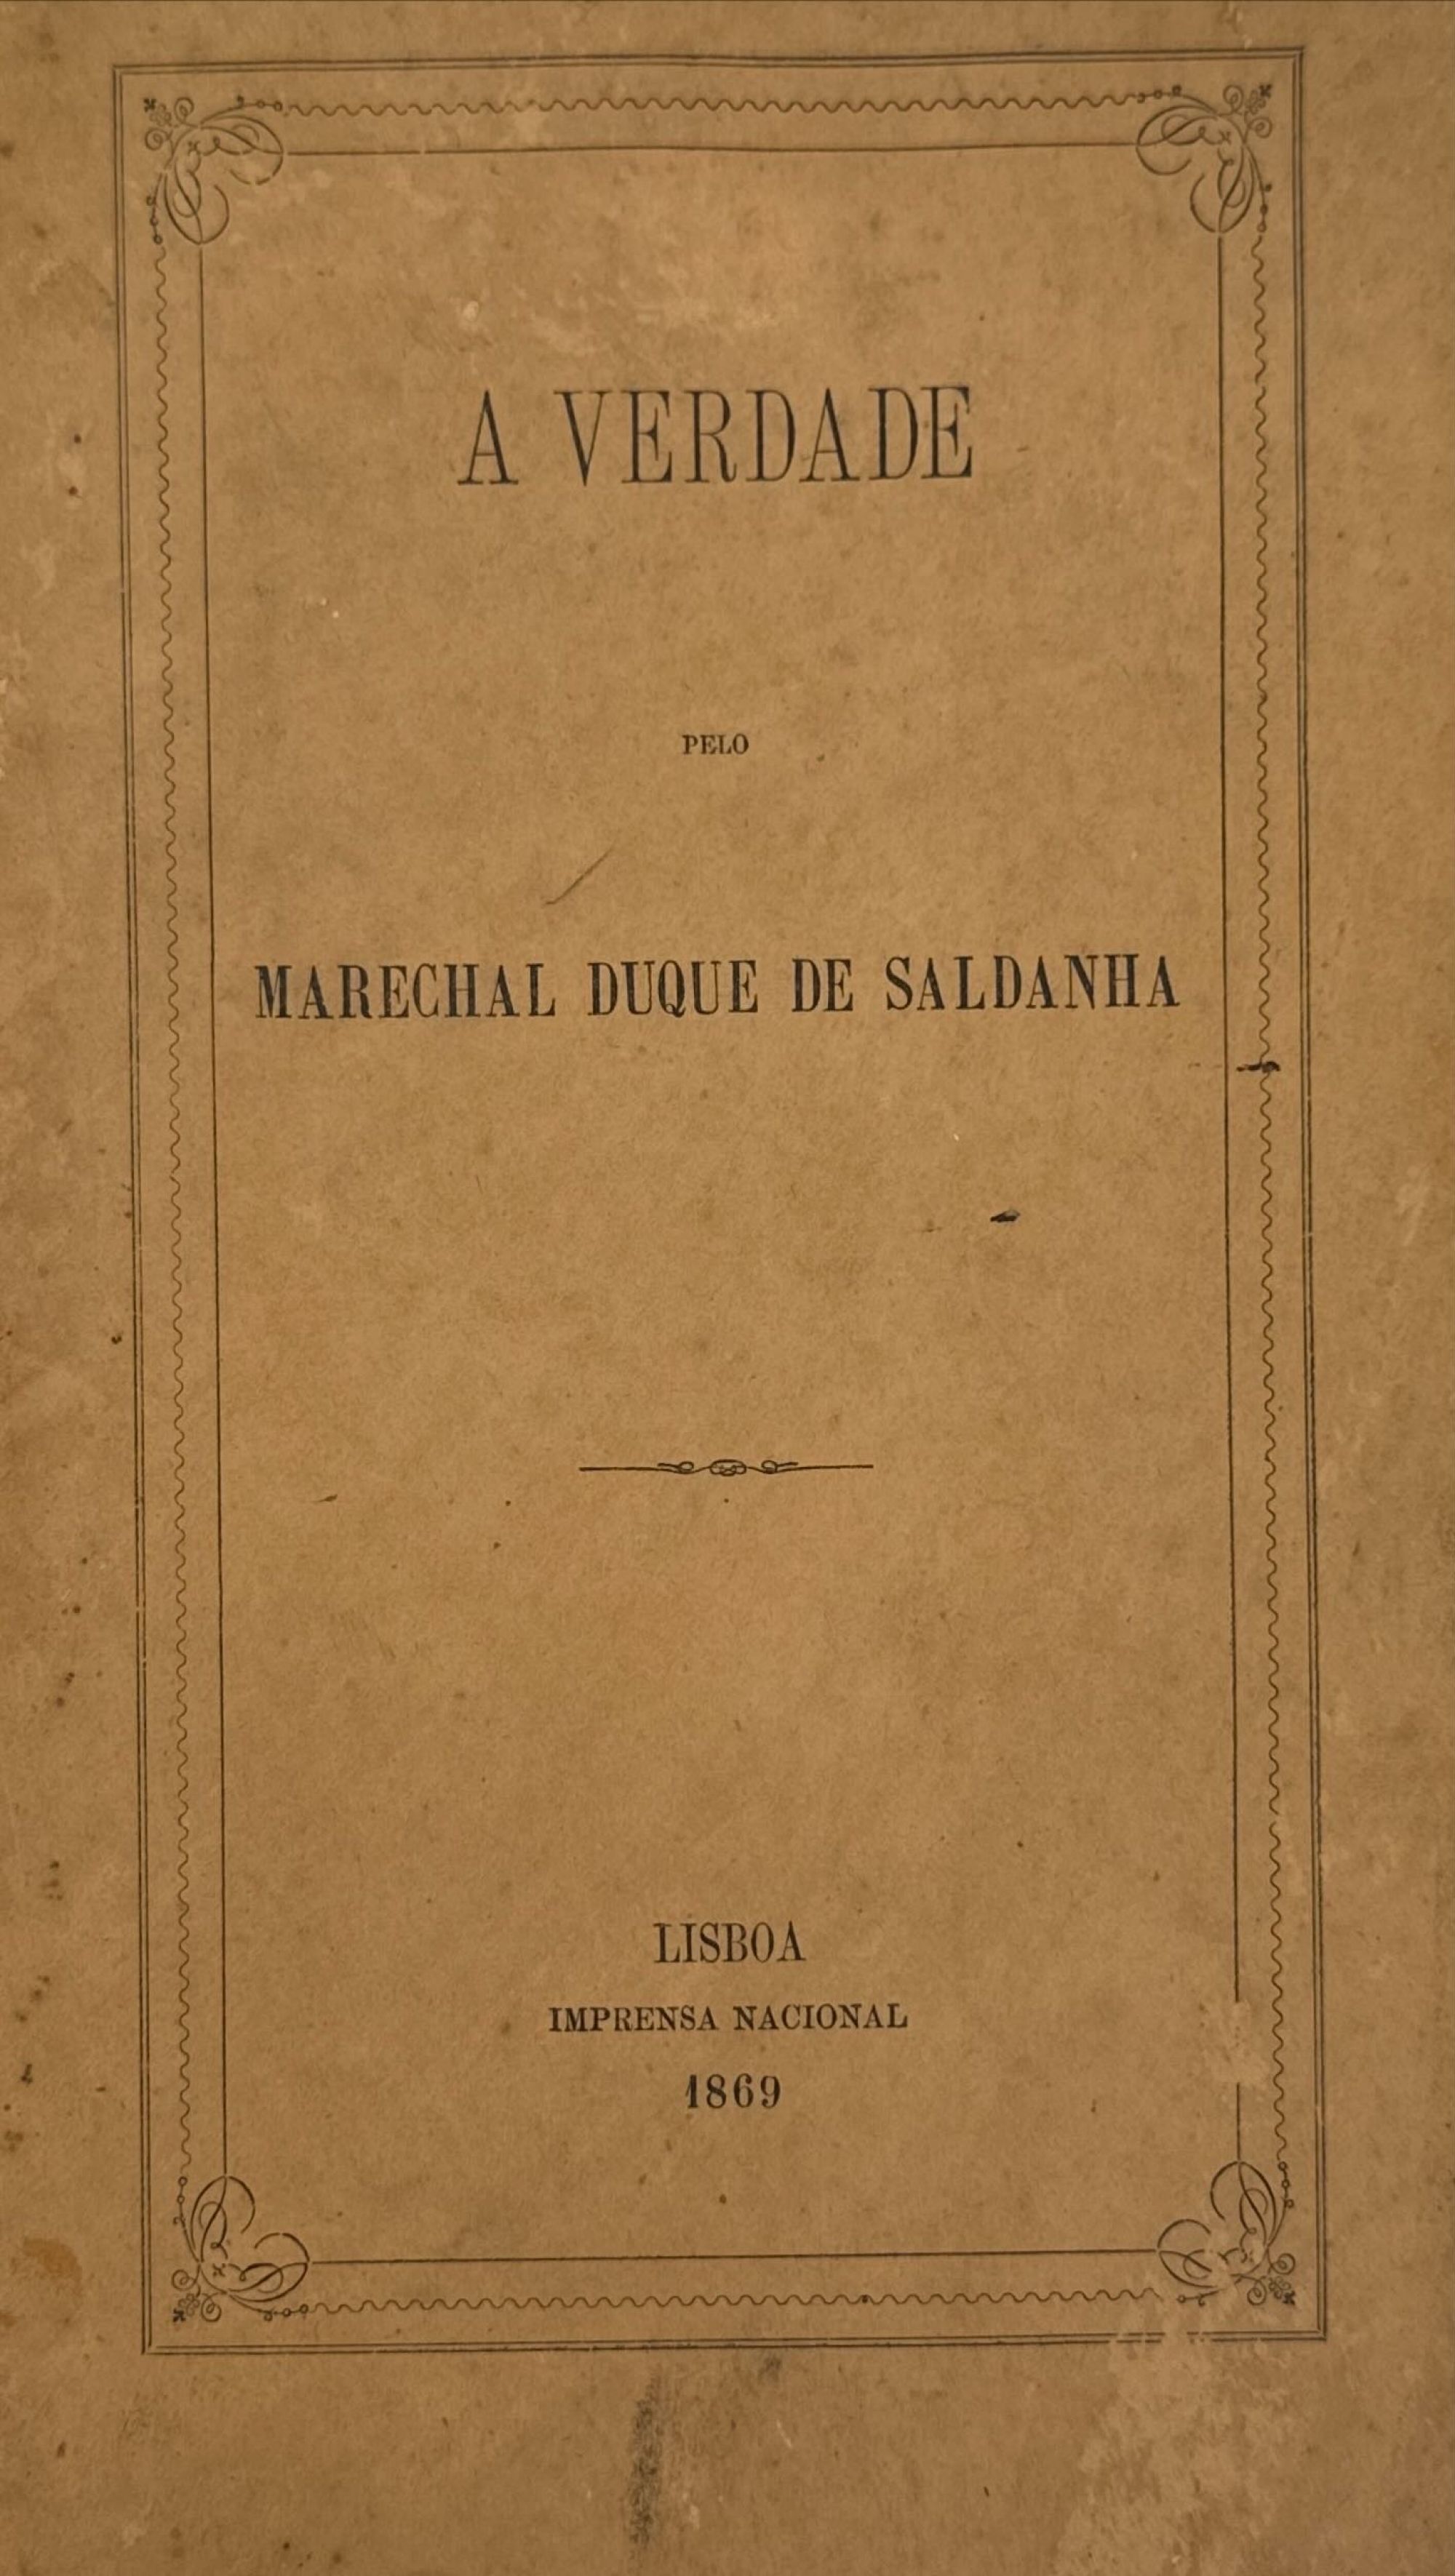 A VERDADE
PELO
MARECHAL DUQUE DE SALDANHA
LISBOA
IMPRENSA NACIONAL
1869